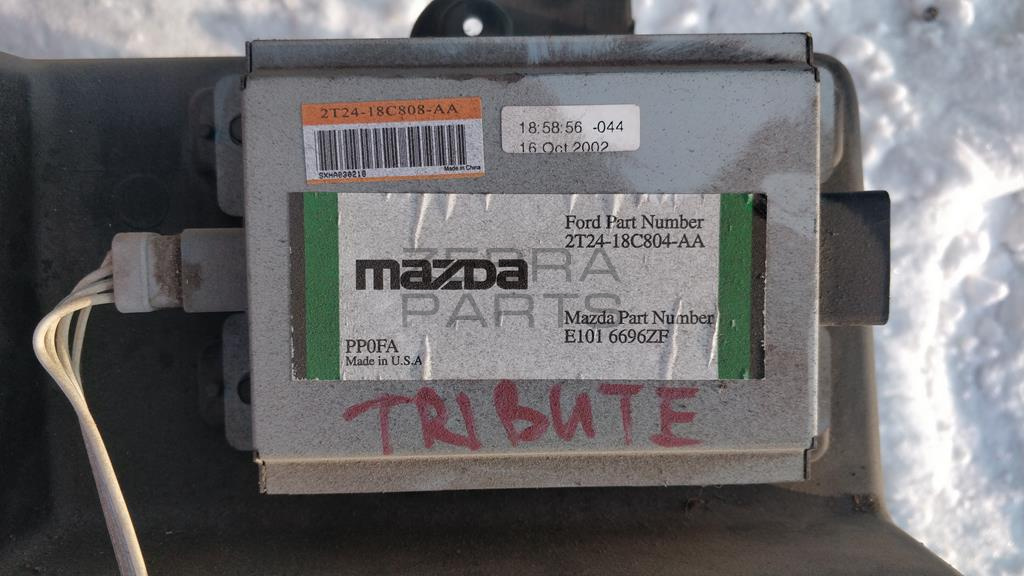 2T24-18C808-AA
SXHA030218
Made in China
18:58:56 -044
16 Oct 2002
Ford Part Number
2T24-18C804-AA
mazda
ZEBRA
PARTS
Mazda Part Number
E101 6696ZF
PP0FA
Made in U.S.A
TRIBUTE